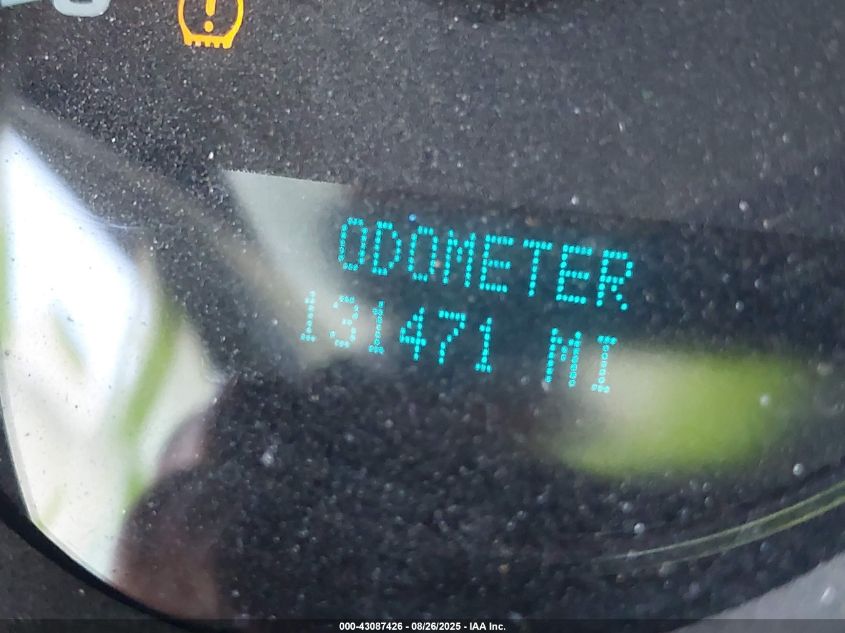 ODOMETER
131471 MI
000-43087426 - 08/26/2025 - IAA Inc.